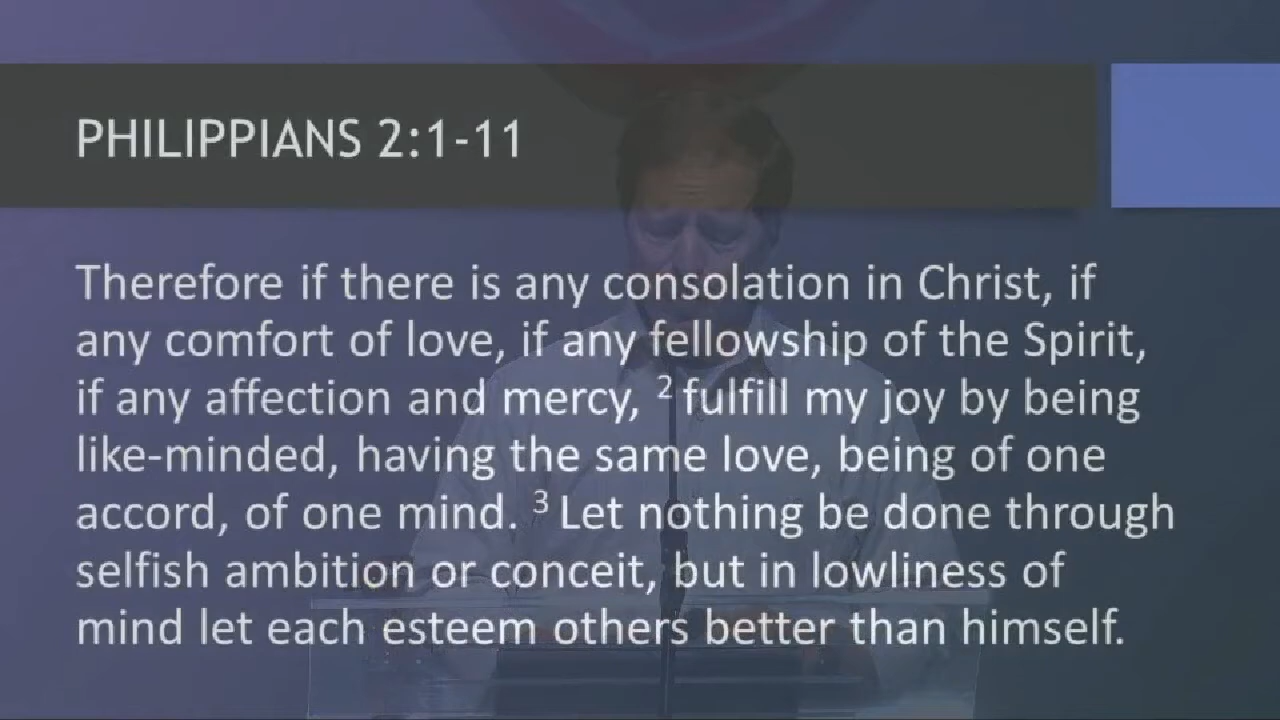 PHILIPPIANS 2:1-11
Therefore if there is any consolation in Christ, if
any comfort of love, if any fellowship of the Spirit,
if any affection and mercy, ² fulfill my joy by being
like-minded, having the same love, being of one
accord, of one mind. ³ Let nothing be done through
selfish ambition or conceit, but in lowliness of
mind let each esteem others better than himself.